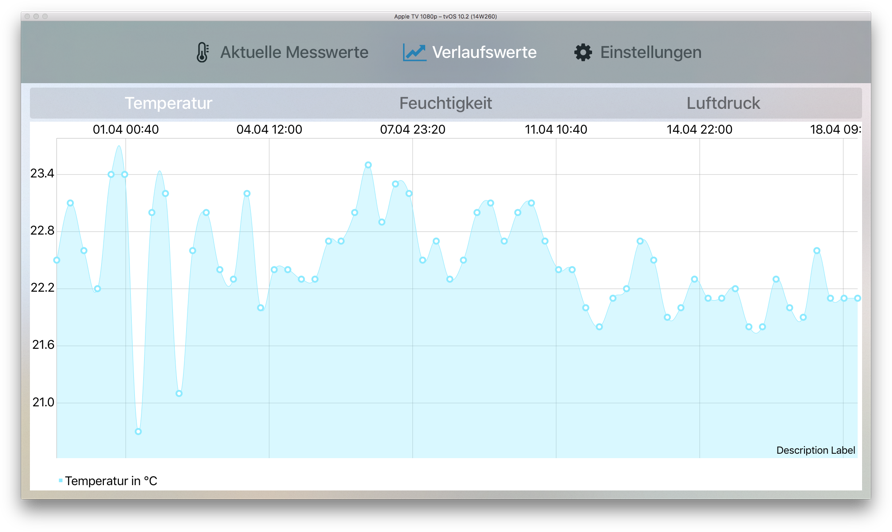 Apple TV 1080p – tvOS 10.2 (14W260)
Aktuelle Messwerte
Verlaufswerte
Einstellungen
Temperatur
Feuchtigkeit
Luftdruck
01.04 00:40
04.04 12:00
07.04 23:20
11.04 10:40
14.04 22:00
18.04 09:
23.4
22.8
22.2
21.6
21.0
Description Label
Temperatur in °C